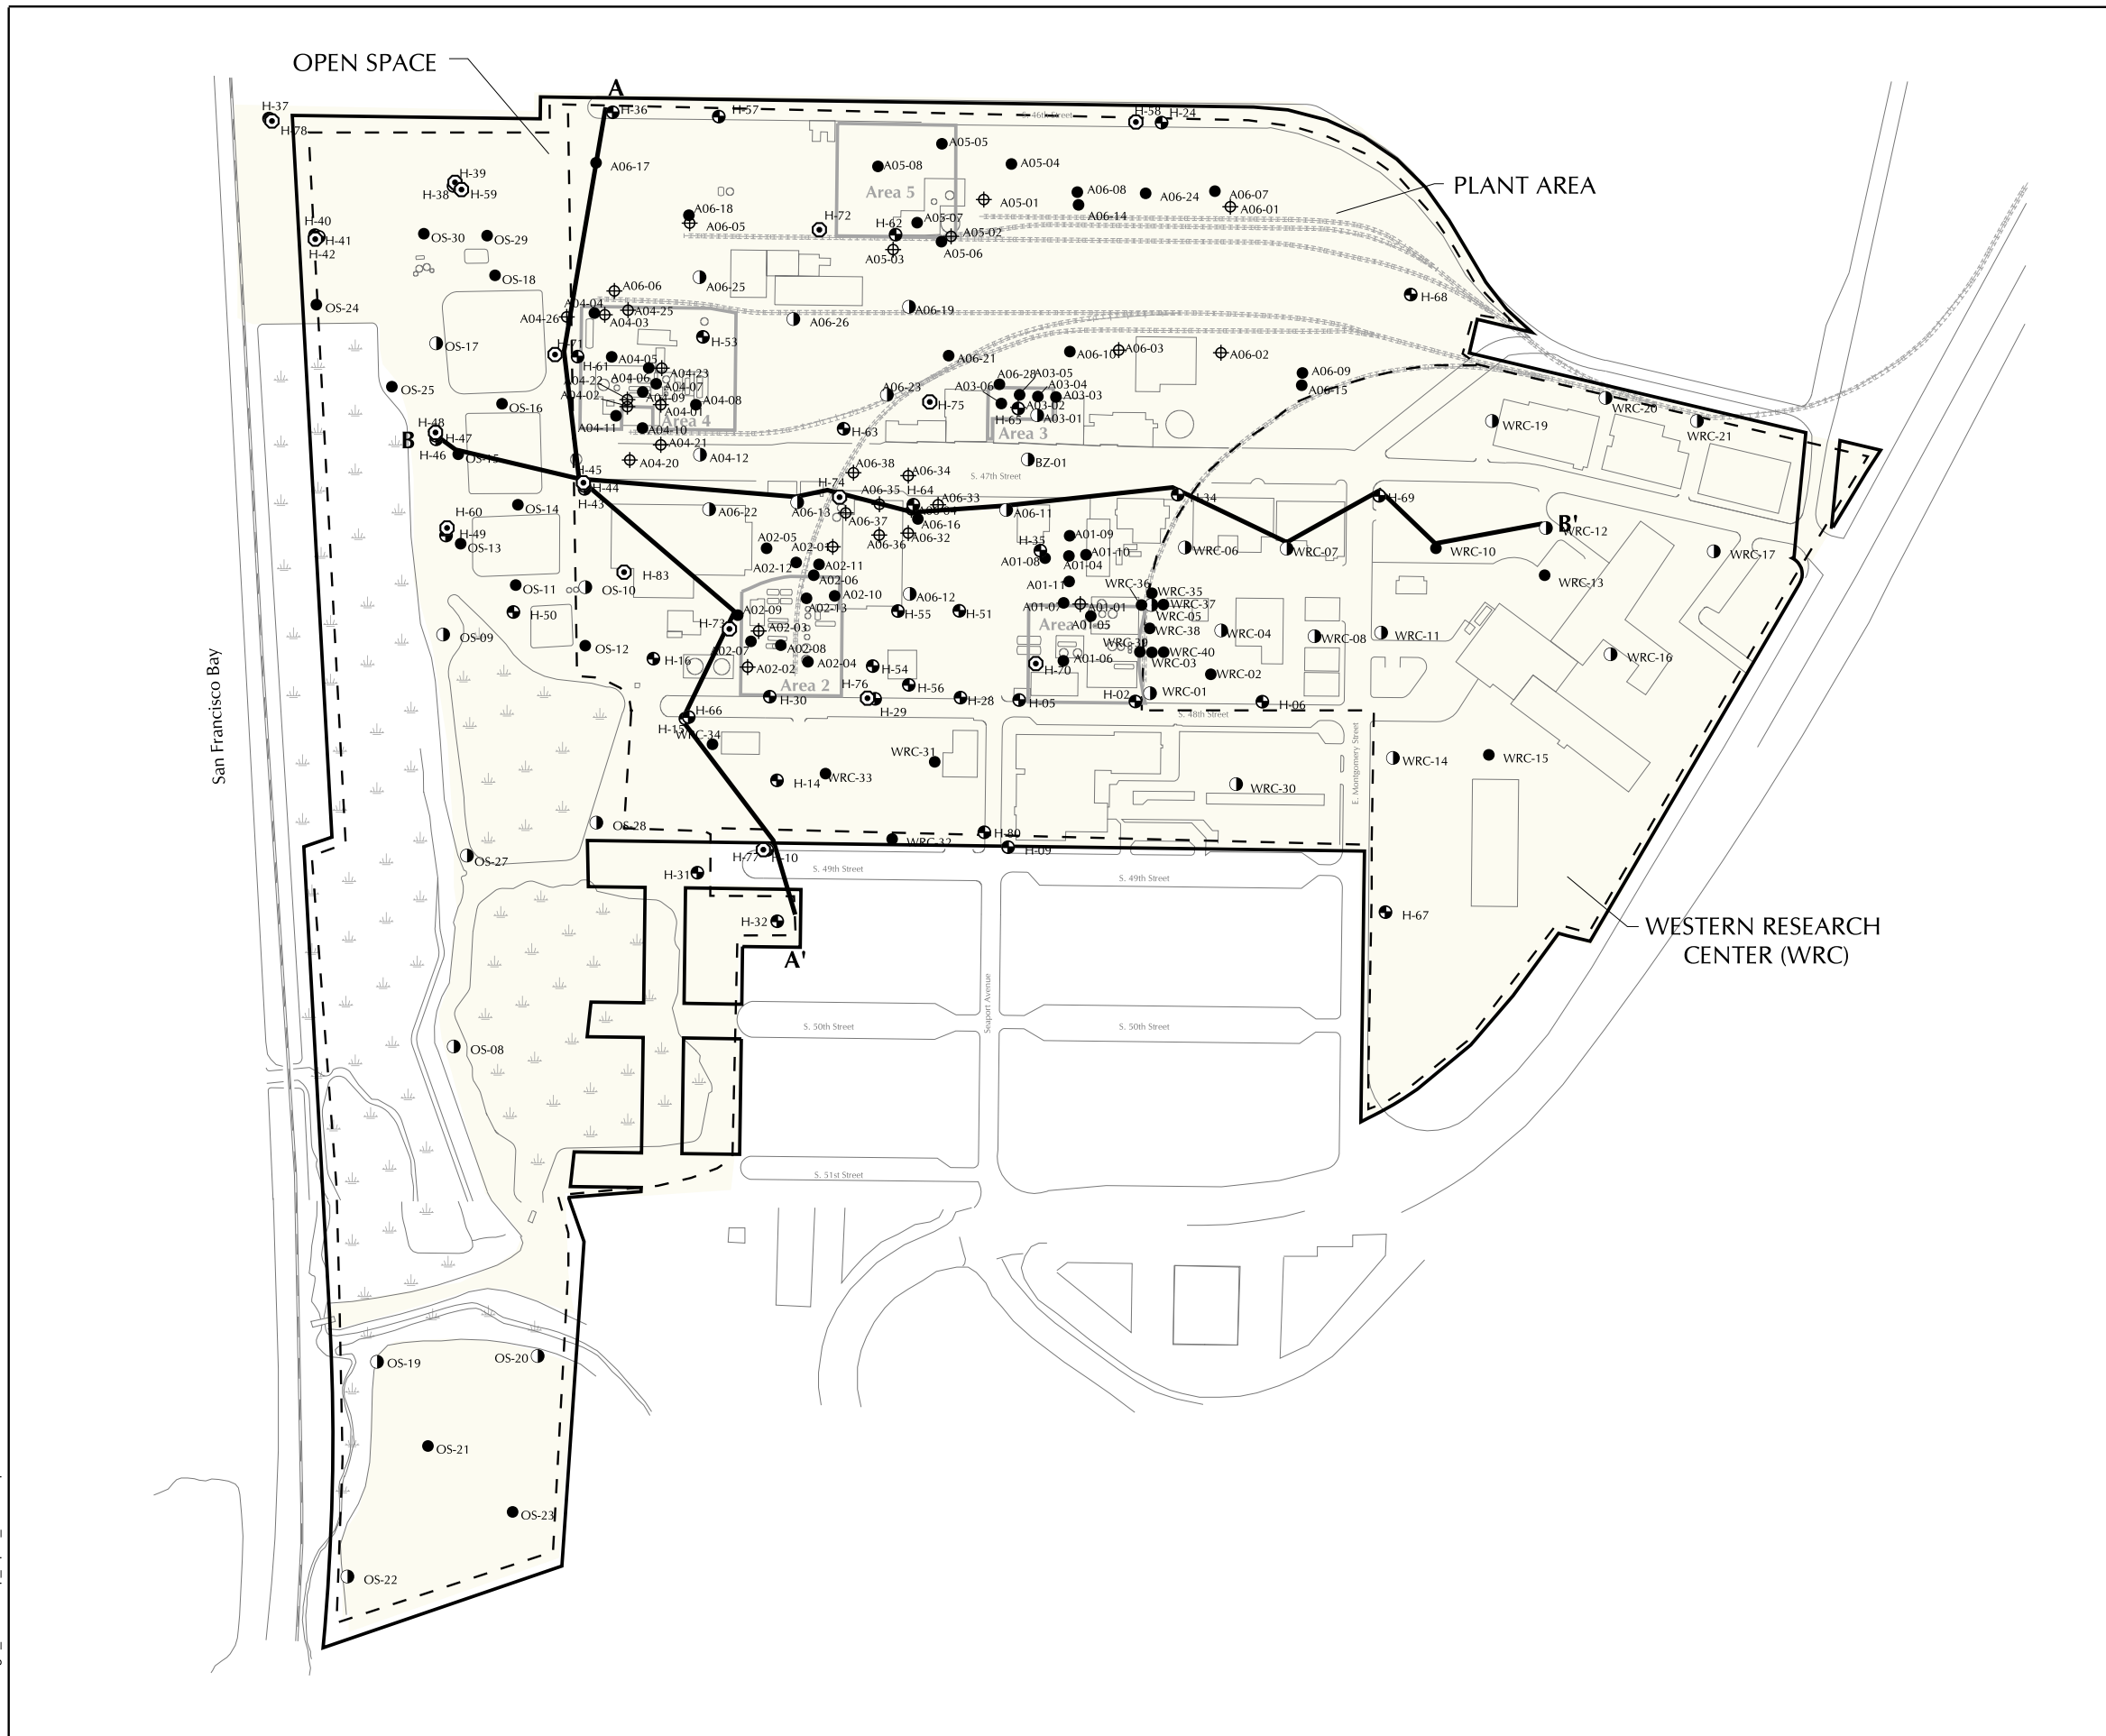 OPEN SPACE
A
H-37
H-36
H-57
H-58
H-24
S. 46th Street
H-78
A05-05
A05-04
A05-08
A06-17
H-39
H-38
H-59
Area 5
PLANT AREA
A06-08
A06-24
A06-07
A05-01
A06-14
A06-01
A06-18
A06-05
H-72
H-62
A05-07
A05-02
A05-03
A05-06
H-40
H-41
H-42
OS-30
OS-29
OS-18
A06-25
A06-06
OS-24
A04-04
A04-25
A04-26
A04-03
A06-26
A06-19
H-68
OS-17
H-71
H-53
H-61
A04-05
A04-23
A06-21
A06-10
A06-03
A06-02
OS-25
A04-22
A04-06
A04-07
A04-02
A04-09
A04-08
A04-01
A06-23
H-75
A06-28
A03-05
A03-06
A03-04
A03-03
A03-02
A03-01
H-65
A06-09
A06-15
OS-16
A04-11
A04-10
Area 4
H-63
Area 3
WRC-20
WRC-19
WRC-21
H-48
B
H-47
H-46
OS-15
A04-21
A04-20
A04-12
BZ-01
S. 47th Street
H-45
H-44
H-43
A06-38
A06-34
H-74
A06-35
H-64
A06-33
OS-14
A06-22
A06-13
A06-37
A06-16
A06-11
H-34
H-69
B'
WRC-12
H-60
H-49
OS-13
A02-05
A02-01
A06-36
A06-32
H-35
A01-09
WRC-06
WRC-07
WRC-10
WRC-17
A02-12
A02-11
A01-08
A01-04
A01-10
H-83
A02-06
WRC-13
OS-11
OS-10
A02-10
A06-12
A01-11
WRC-36
WRC-35
H-50
A02-09
A02-13
H-55
H-51
A01-07
A01-01
WRC-37
WRC-05
H-73
A02-03
Area
A01-05
WRC-38
WRC-04
WRC-08
WRC-11
OS-09
OS-12
A02-07
A02-08
WRC-39
WRC-40
WRC-03
WRC-16
H-16
A02-02
A02-04
H-54
H-70
A01-06
WRC-02
Area 2
H-76
H-56
H-30
H-29
H-28
H-05
H-02
WRC-01
H-06
S. 48th Street
H-66
H-15
WRC-34
San Francisco Bay
E. Montgomery Street
WRC-31
WRC-14
WRC-15
H-14
WRC-33
WRC-30
OS-28
H-80
WRC-32
H-09
OS-27
H-77
H-10
H-31
S. 49th Street
S. 49th Street
H-32
H-67
WESTERN RESEARCH
CENTER (WRC)
A'
Seaport Avenue
S. 50th Street
S. 50th Street
OS-08
S. 51st Street
OS-19
OS-20
OS-21
OS-23
OS-22